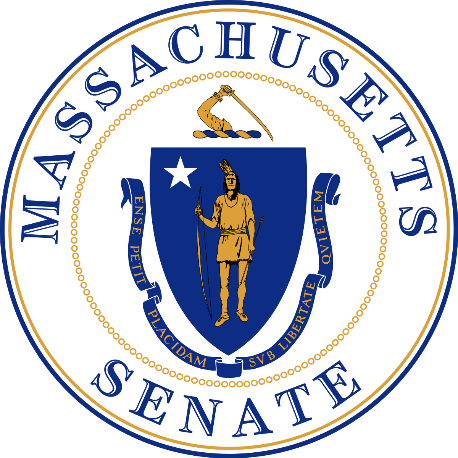 MASSACHUSETTS
ENSE PETIT PLACIDAM SVB LIBERTATE QVIETEM
SENATE